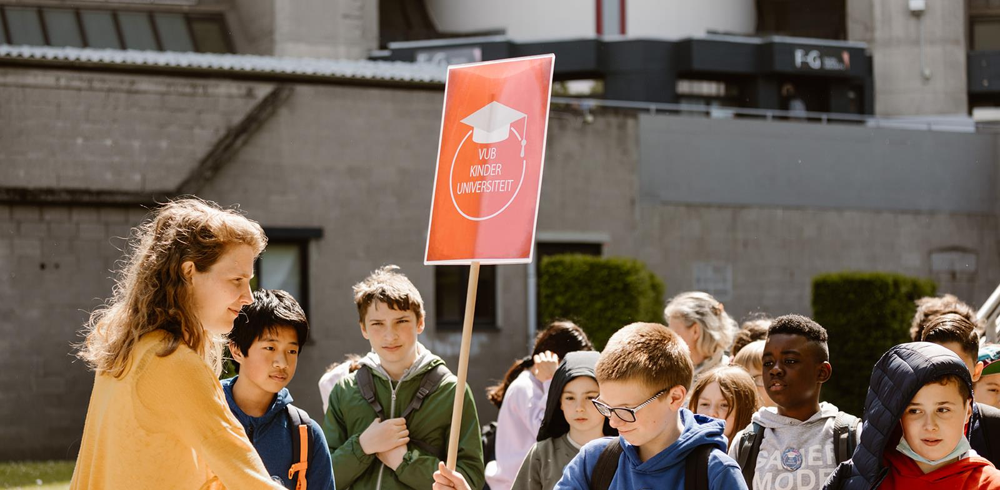 F-G
VUB
KINDER
UNIVERSITEIT
GAMER
MODE